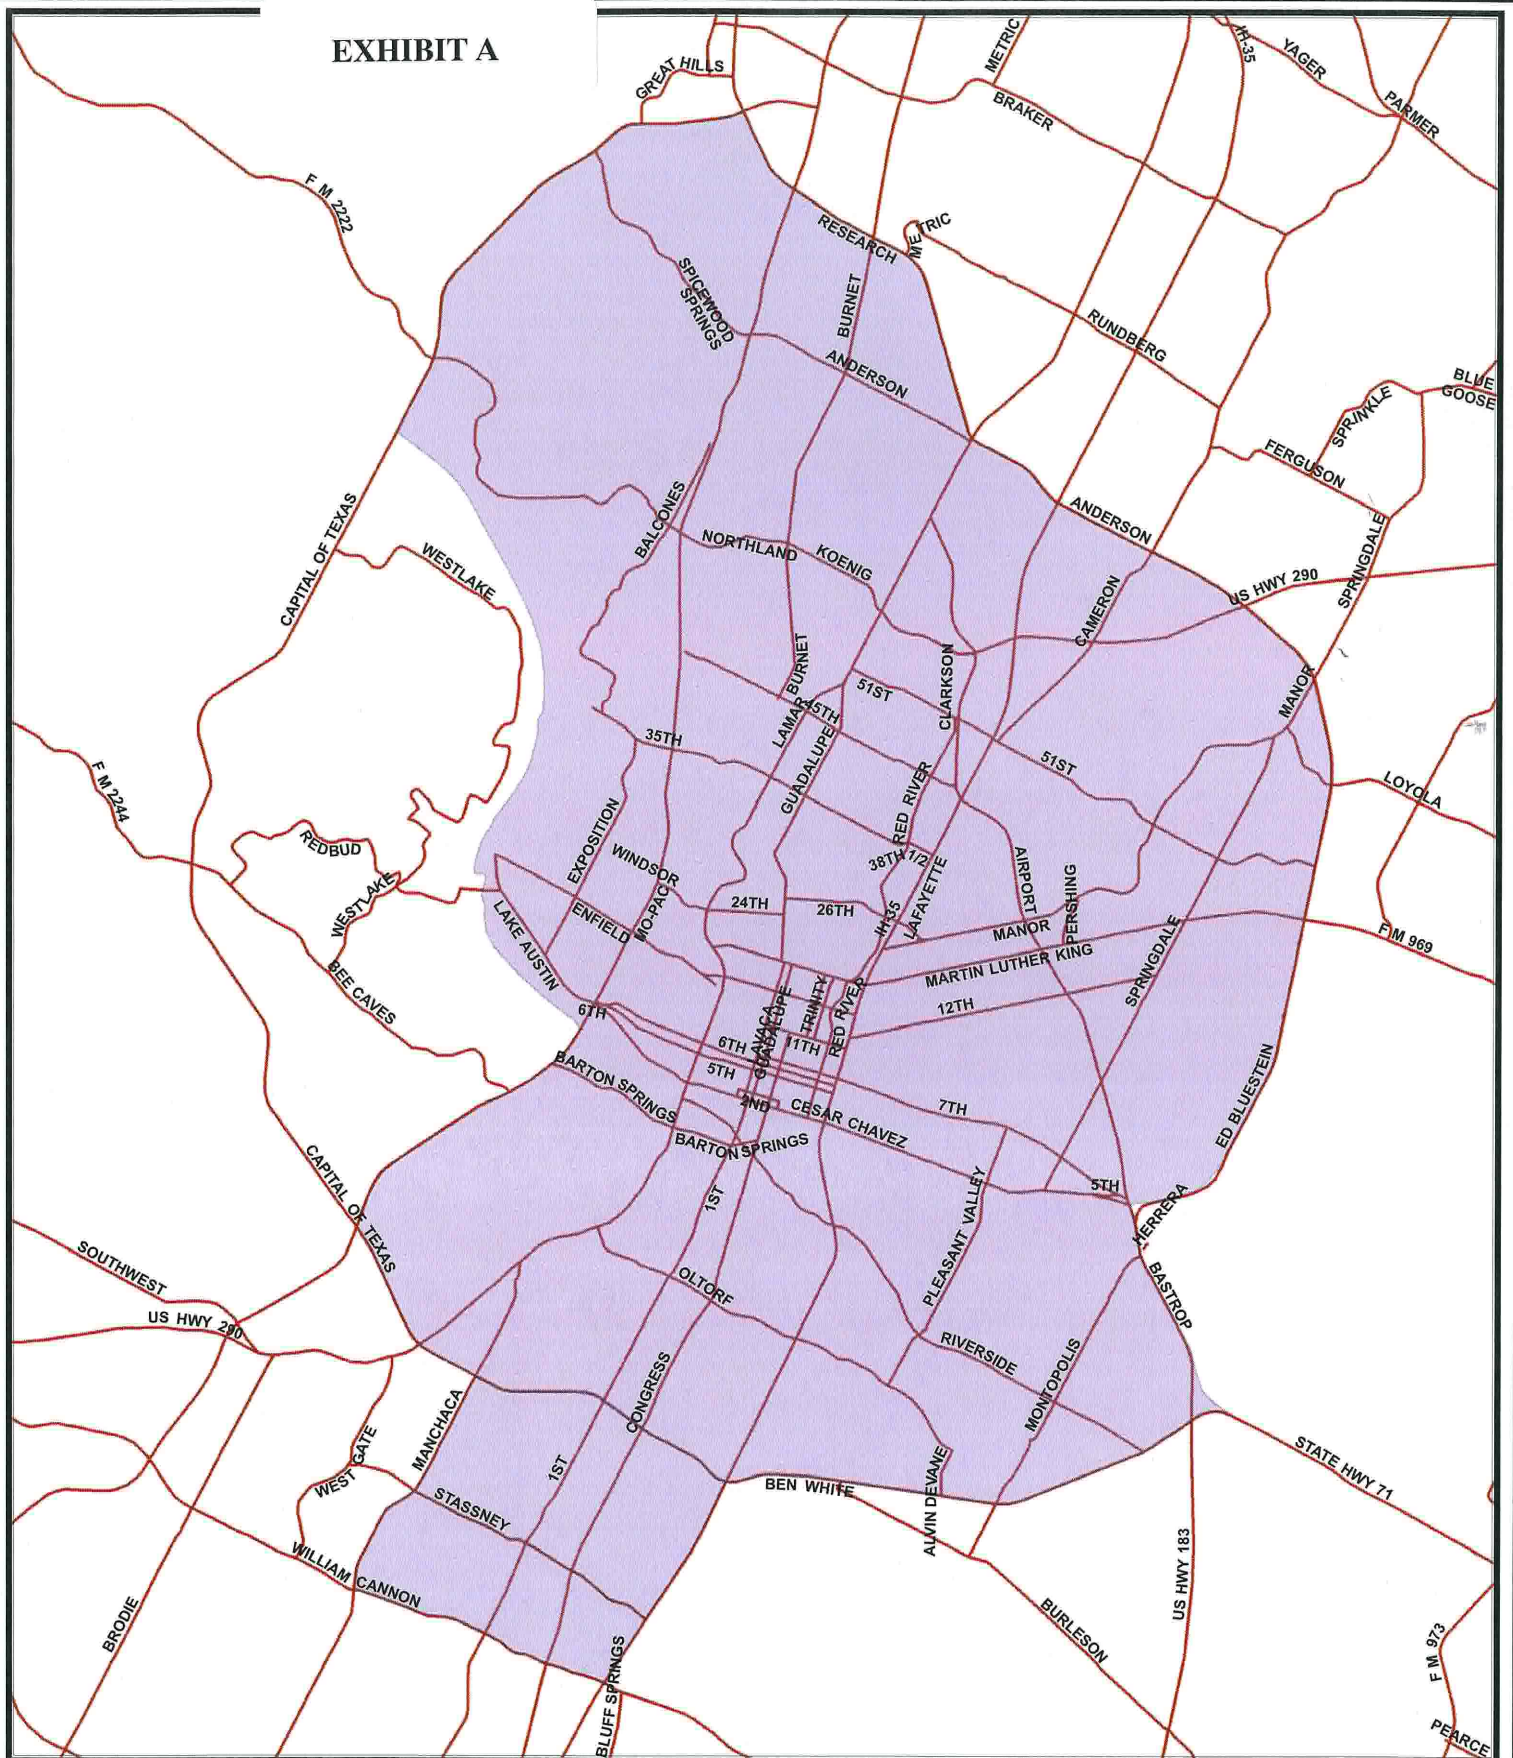 EXHIBIT A
GREAT HILLS
METRIC
IH-35
YAGER
BRAKER
PARMER
F M 2222
RESEARCH
METRIC
SPICEWOOD
SPRINGS
BURNET
RUNDBERG
ANDERSON
BLUE
GOOSE
SPRINKLE
FERGUSON
CAPITAL OF TEXAS
BALCONES
ANDERSON
SPRINGDALE
NORTHLAND
KOENIG
WESTLAKE
US HWY 290
CAMERON
BURNET
CLARKSON
51ST
MANOR
LAMAR
45TH
35TH
GUADALUPE
51ST
F M 2244
LOYOLA
RED RIVER
EXPOSITION
REDBUD
WINDSOR
38TH 1/2
LAFAYETTE
AIRPORT
PERSHING
WESTLAKE
24TH
26TH
MO-PAC
ENFIELD
IH-35
MANOR
F M 969
LAKE AUSTIN
MARTIN LUTHER KING
SPRINGDALE
BEE CAVES
TRINITY
RED RIVER
LAVACA
GUADALUPE
12TH
6TH
6TH
11TH
5TH
BARTON SPRINGS
2ND
CESAR CHAVEZ
7TH
ED BLUESTEIN
BARTON SPRINGS
CAPITAL OF TEXAS
1ST
PLEASANT VALLEY
5TH
HERRERA
SOUTHWEST
OLTORF
BASTROP
US HWY 290
RIVERSIDE
MONTOPOLIS
CONGRESS
MANCHACA
WEST GATE
1ST
STATE HWY 71
BEN WHITE
STASSNEY
ALVIN DEVANE
WILLIAM CANNON
US HWY 183
BRODIE
BURLESON
BLUFF SPRINGS
F M 973
PEARCE